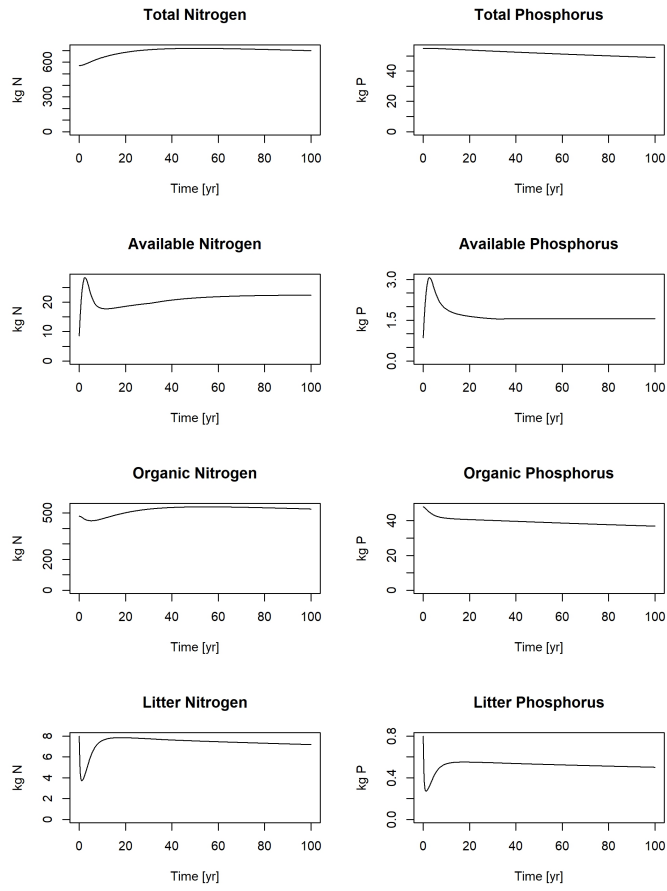 Total Nitrogen
kg N
0 300 600
0 20 40 60 80 100
Time [yr]
Total Phosphorus
kg P
0 20 40
0 20 40 60 80 100
Time [yr]
Available Nitrogen
kg N
0 10 20
0 20 40 60 80 100
Time [yr]
Available Phosphorus
kg P
0.0 1.5 3.0
0 20 40 60 80 100
Time [yr]
Organic Nitrogen
kg N
0 200 500
0 20 40 60 80 100
Time [yr]
Organic Phosphorus
kg P
0 20 40
0 20 40 60 80 100
Time [yr]
Litter Nitrogen
kg N
0 2 4 6 8
0 20 40 60 80 100
Time [yr]
Litter Phosphorus
kg P
0.0 0.4 0.8
0 20 40 60 80 100
Time [yr]